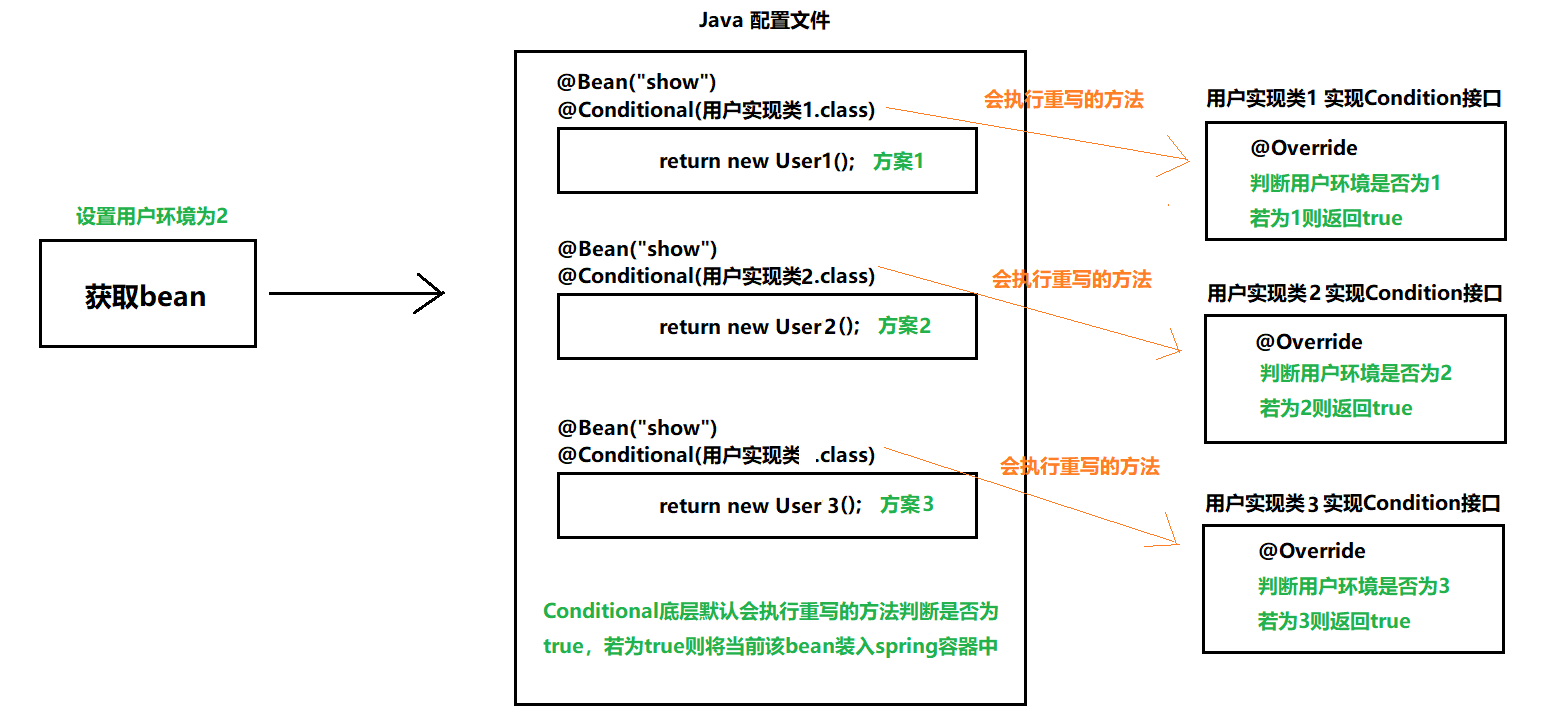 Java 配置文件
设置用户环境为2
获取bean
@Bean("show")
@Conditional(用户实现类1.class)
return new User1(); 方案1
@Bean("show")
@Conditional(用户实现类2.class)
return new User2(); 方案2
@Bean("show")
@Conditional(用户实现类 .class)
return new User 3(); 方案3
Conditional底层默认会执行重写的方法判断是否为
true，若为true则将当前该bean装入spring容器中
会执行重写的方法
会执行重写的方法
会执行重写的方法
用户实现类1 实现Condition接口
@Override
判断用户环境是否为1
若为1则返回true
用户实现类2 实现Condition接口
@Override
判断用户环境是否为2
若为2则返回true
用户实现类3 实现Condition接口
@Override
判断用户环境是否为3
若为3则返回true